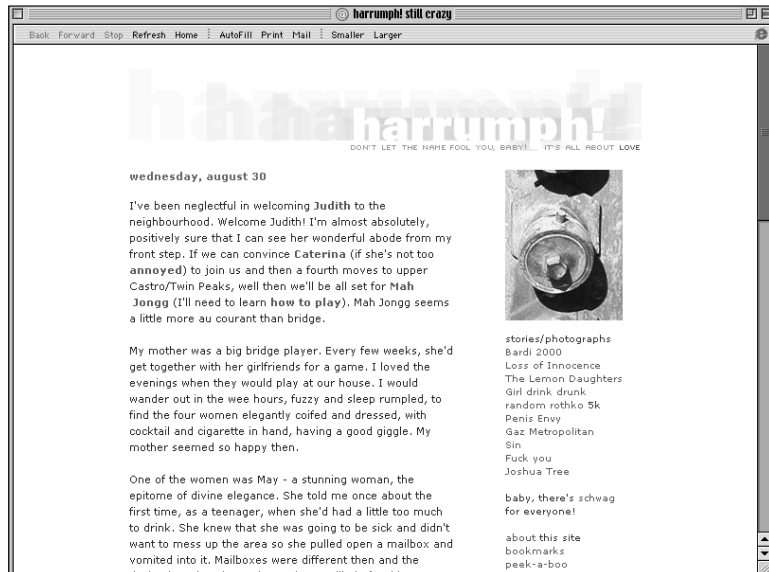 harrumph! still crazy
Back Forward Stop Refresh Home AutoFill Print Mail Smaller Larger
harrumph!
DON'T LET THE NAME FOOL YOU, BABY! IT'S ALL ABOUT LOVE
wednesday, august 30
I've been neglectful in welcoming Judith to the
neighbourhood. Welcome Judith! I'm almost absolutely,
positively sure that I can see her wonderful abode from my
front step. If we can convince Caterina (if she's not too
annoyed) to join us and then a fourth moves to upper
Castro/Twin Peaks, well then we'll be all set for Mah
Jongg (I'll need to learn how to play). Mah Jongg seems
a little more au courant than bridge.
My mother was a big bridge player. Every few weeks, she'd
get together with her girlfriends for a game. I loved the
evenings when they would play at our house. I would
wander out in the wee hours, fuzzy and sleep rumpled, to
find the four women elegantly coifed and dressed, with
cocktail and cigarette in hand, having a good giggle. My
mother seemed so happy then.
One of the women was May - a stunning woman, the
epitome of divine elegance. She told me once about the
first time, as a teenager, when she'd had a little too much
to drink. She knew that she was going to be sick and didn't
want to mess up the area so she pulled open a mailbox and
vomited into it. Mailboxes were different then and the
stories/photographs
Bardi 2000
Loss of Innocence
The Lemon Daughters
Girl drink drunk
random rothko 5k
Penis Envy
Gaz Metropolitan
Sin
Fuck you
Joshua Tree
baby, there's schwag
for everyone!
about this site
bookmarks
peek-a-boo